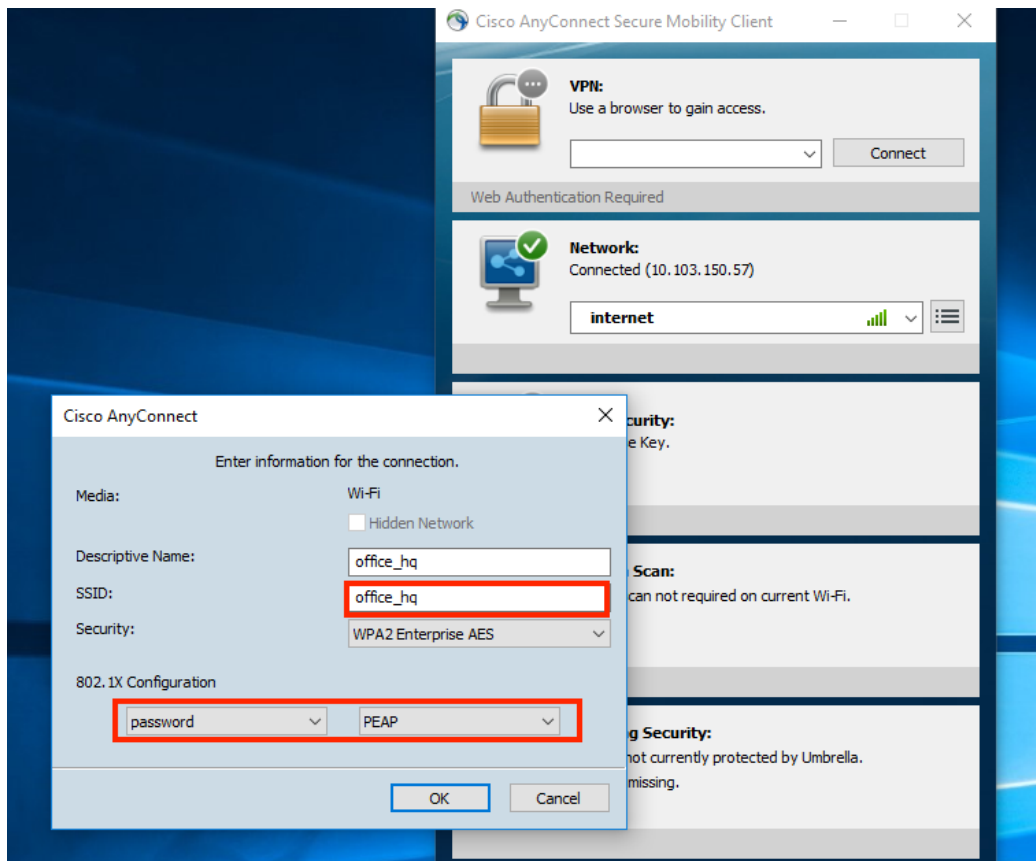 Cisco AnyConnect Secure Mobility Client
VPN:
Use a browser to gain access.
Connect
Web Authentication Required
Network:
Connected (10.103.150.57)
internet
curity:
e Key.
Scan:
can not required on current Wi-Fi.
g Security:
not currently protected by Umbrella.
missing.
Cisco AnyConnect
Enter information for the connection.
Media: Wi-Fi
Hidden Network
Descriptive Name: office_hq
SSID: office_hq
Security: WPA2 Enterprise AES
802.1X Configuration
password PEAP
OK Cancel